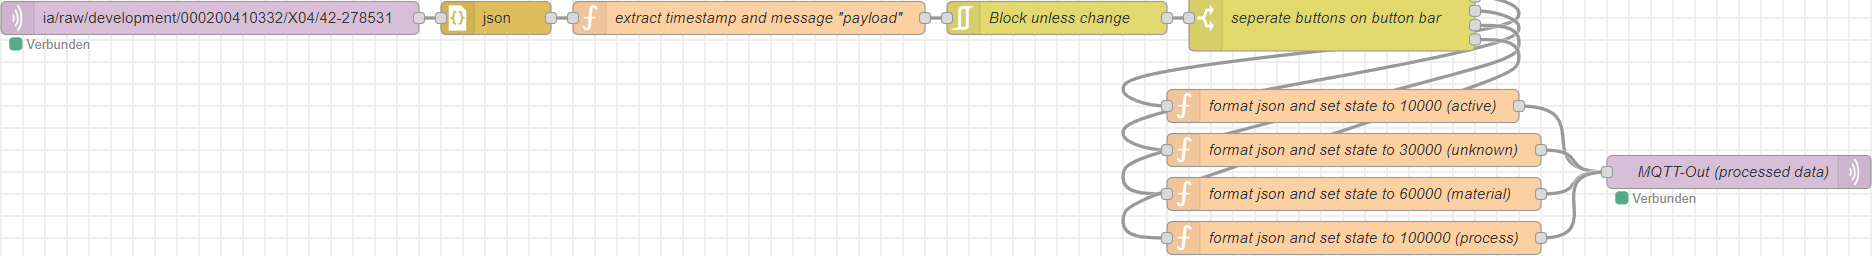 ia/raw/development/000200410332/X04/42-278531
json
extract timestamp and message "payload"
Block unless change
seperate buttons on button bar
Verbunden
format json and set state to 10000 (active)
format json and set state to 30000 (unknown)
MQTT-Out (processed data)
format json and set state to 60000 (material)
Verbunden
format json and set state to 100000 (process)